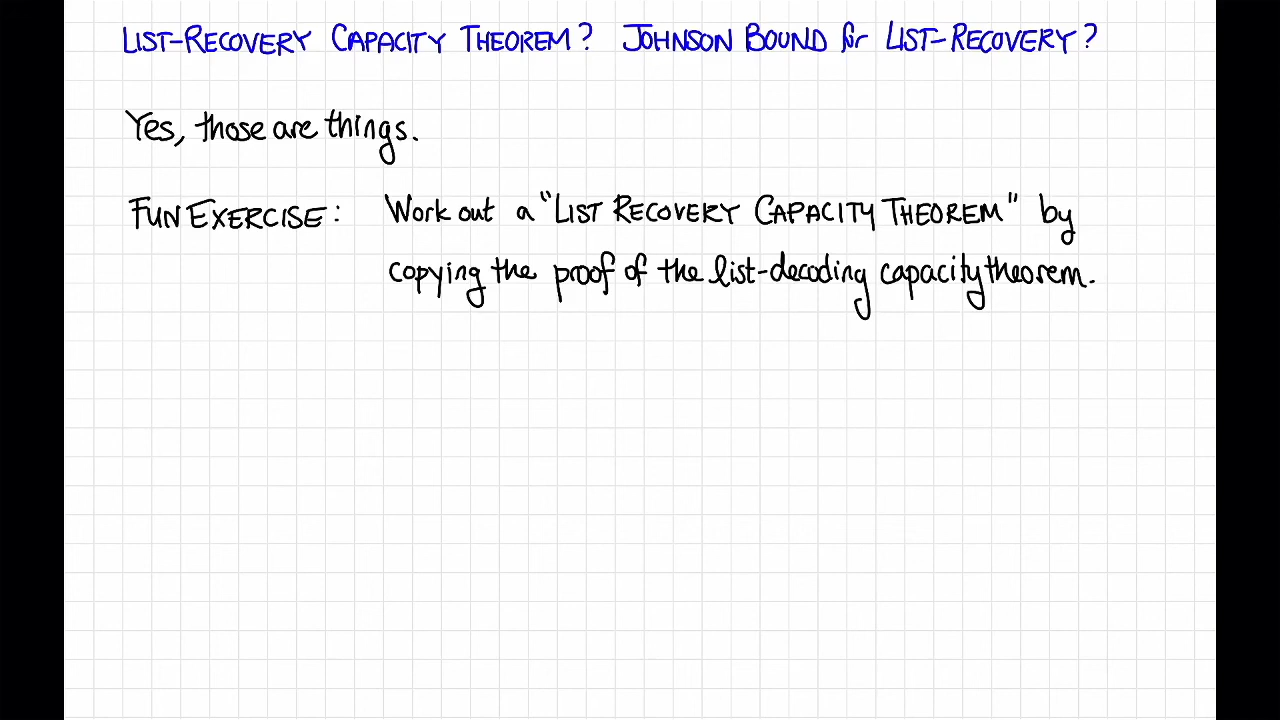 LIST-RECOVERY CAPACITY THEOREM? JOHNSON BOUND for LIST-RECOVERY?
Yes, those are things.
FUN EXERCISE: Work out a "LIST RECOVERY CAPACITY THEOREM" by
copying the proof of the list-decoding capacity theorem.